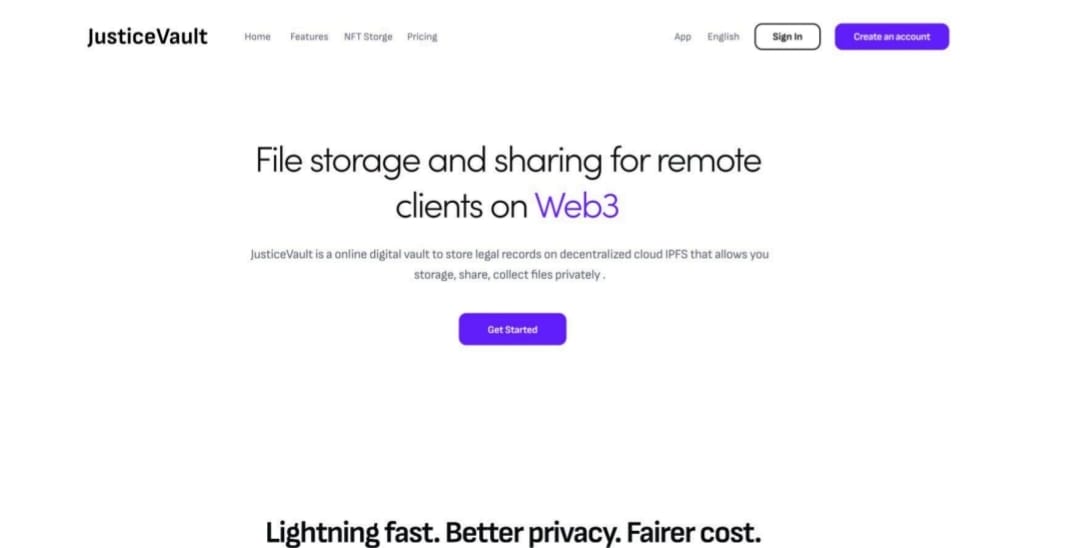 JusticeVault Home Features NFT Storge Pricing App English Sign In Create an account
File storage and sharing for remote
clients on Web3
JusticeVault is a online digital vault to store legal records on decentralized cloud IPFS that allows you
storage, share, collect files privately .
Get Started
Lightning fast. Better privacy. Fairer cost.